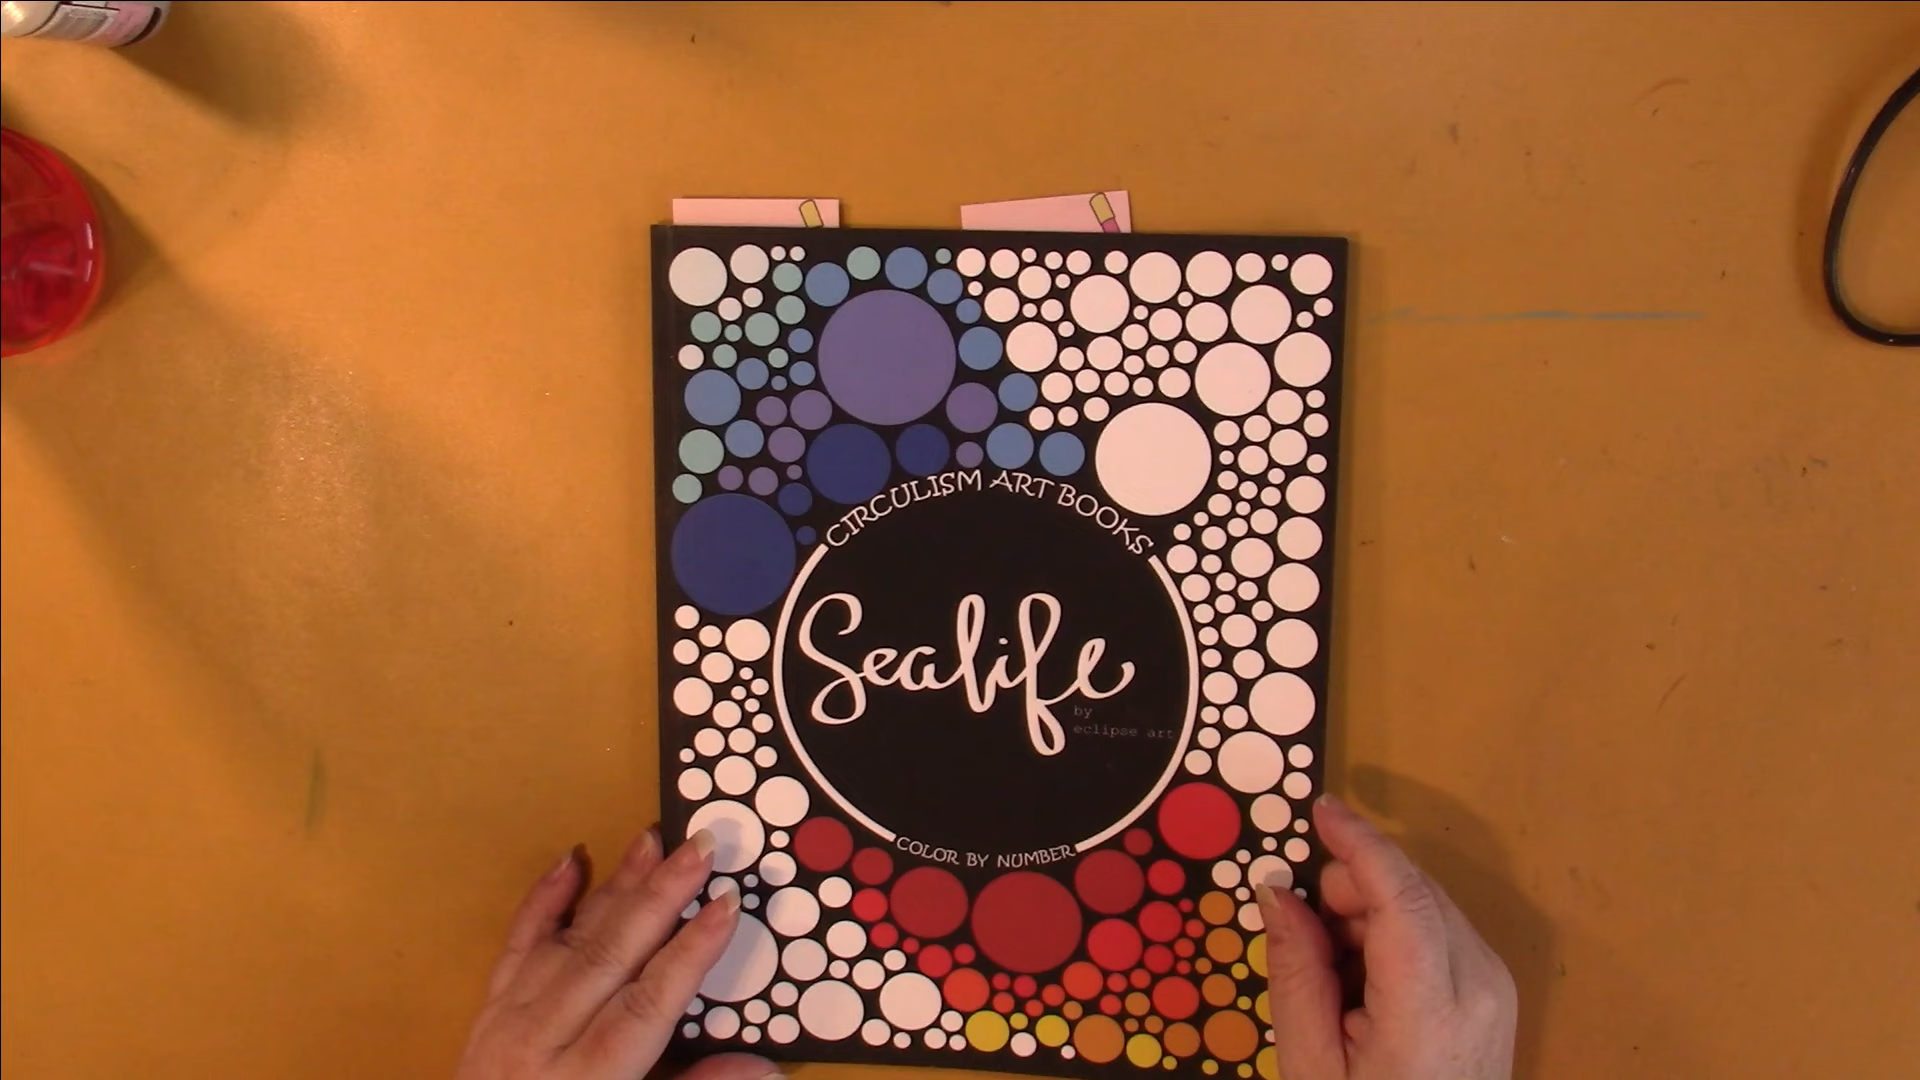 CIRCULISM ART BOOKS
Sealife
by
eclipse art
COLOR BY NUMBER